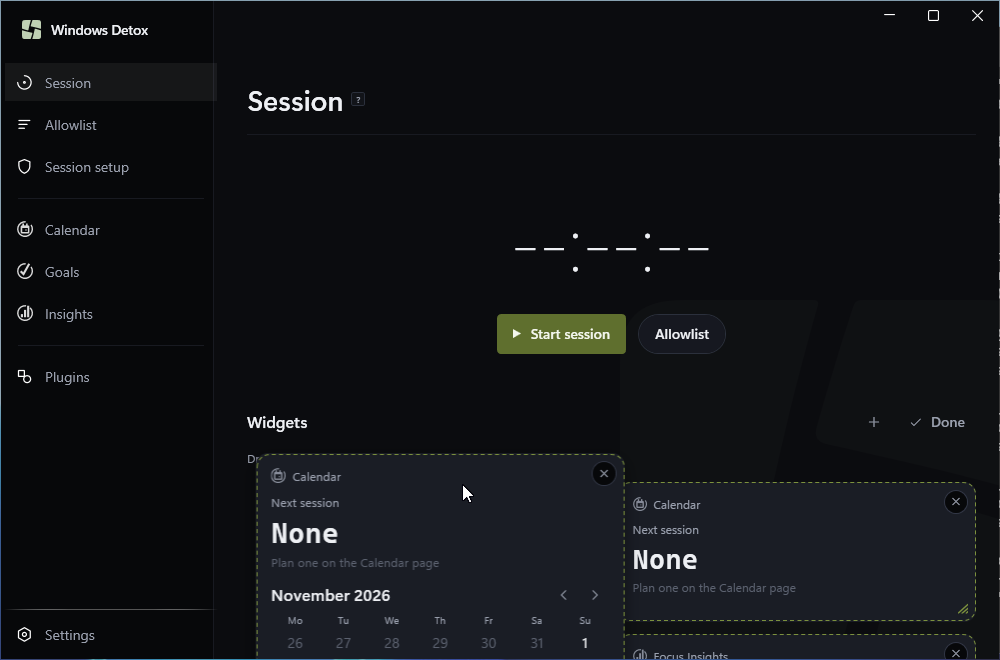 Windows Detox
Session
Allowlist
Session setup
Calendar
Goals
Insights
Plugins
Settings
Session ?
--:--:--
Start session
Allowlist
Widgets
Done
Calendar
Next session
None
Plan one on the Calendar page
November 2026
Mo Tu We Th Fr Sa Su
26 27 28 29 30 31 1
Calendar
Next session
None
Plan one on the Calendar page
Focus Insights